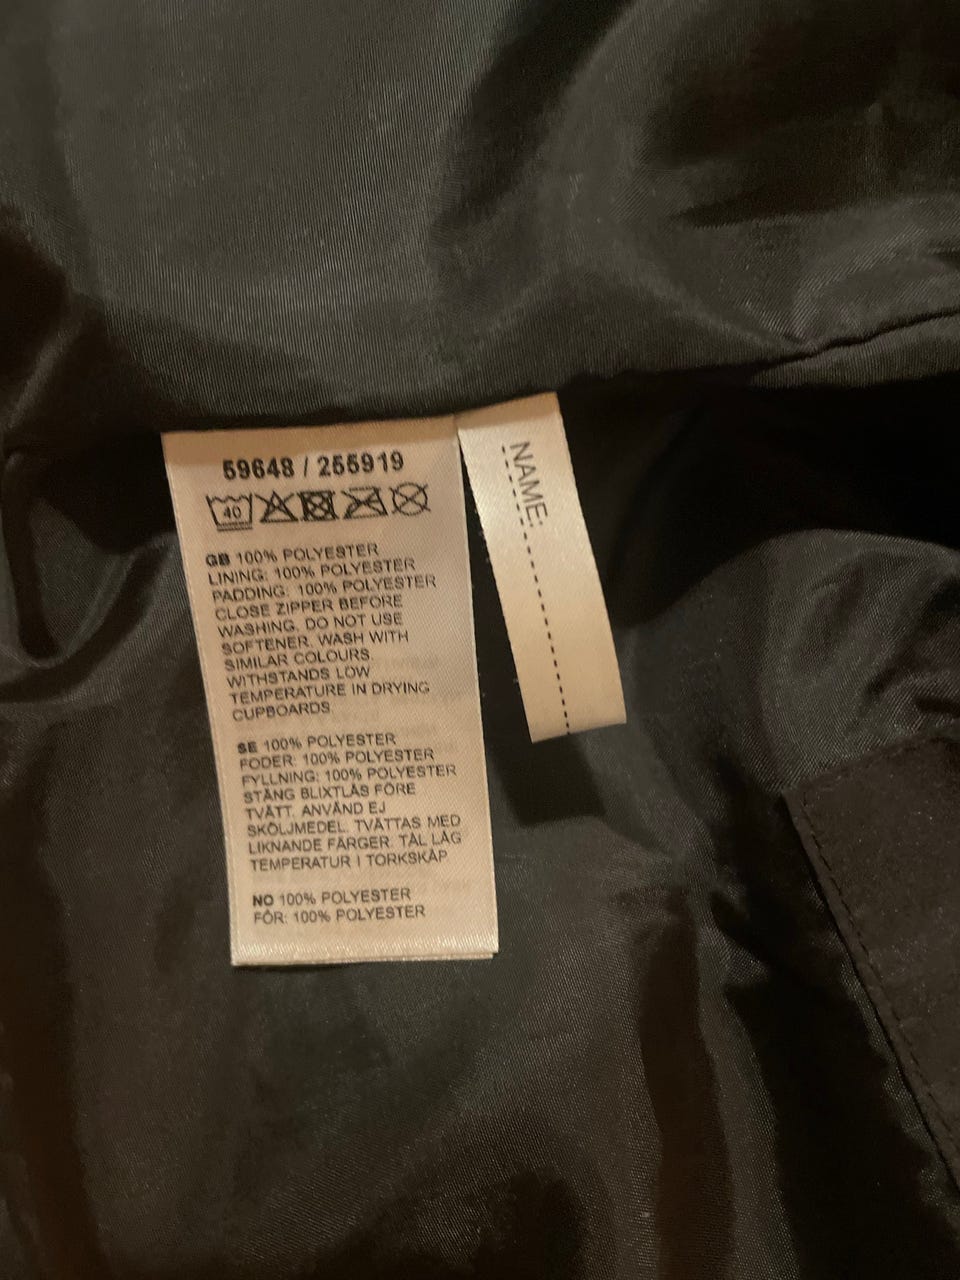 59648 / 255919
40
GB 100% POLYESTER
LINING: 100% POLYESTER
PADDING: 100% POLYESTER
CLOSE ZIPPER BEFORE
WASHING. DO NOT USE
SOFTENER. WASH WITH
SIMILAR COLOURS.
WITHSTANDS LOW
TEMPERATURE IN DRYING
CUPBOARDS.
SE 100% POLYESTER
FODER: 100% POLYESTER
FYLLNING: 100% POLYESTER
STÄNG BLIXTLÅS FÖRE
TVÄTT. ANVÄND EJ
SKÖLJMEDEL. TVÄTTAS MED
LIKNANDE FÄRGER. TÅL LÅG
TEMPERATUR I TORKSKÅP
NO 100% POLYESTER
FÔR: 100% POLYESTER
NAME: